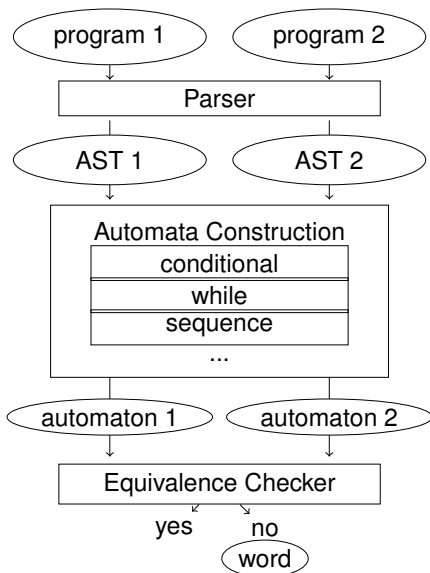 program 1 program 2
Parser
AST 1 AST 2
Automata Construction
conditional
while
sequence
...
automaton 1 automaton 2
Equivalence Checker
yes no
word